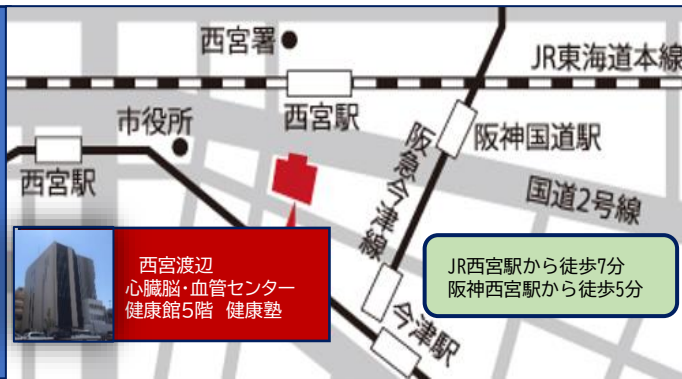 西宮署
JR東海道本線
西宮駅
市役所
阪神国道駅
西宮駅
阪急今津線
国道2号線
西宮渡辺
心臓脳・血管センター
健康館5階 健康塾
JR西宮駅から徒歩7分
阪神西宮駅から徒歩5分
今津駅